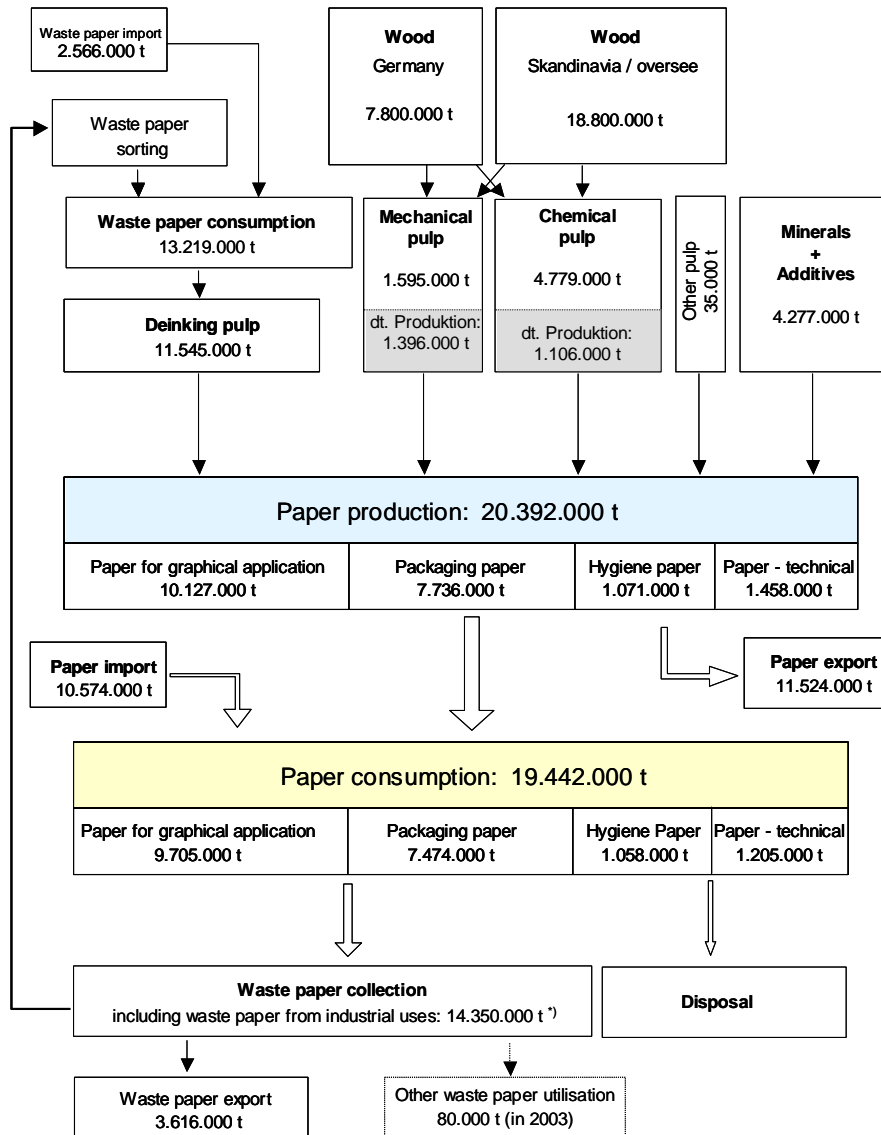 Waste paper import
2.566.000 t
Wood
Germany
7.800.000 t
Wood
Skandinavia / oversee
18.800.000 t
Waste paper
sorting
Waste paper consumption
13.219.000 t
Mechanical
pulp
1.595.000 t
dt. Produktion:
1.396.000 t
Chemical
pulp
4.779.000 t
dt. Produktion:
1.106.000 t
Other pulp
35.000 t
Minerals
+
Additives
4.277.000 t
Deinking pulp
11.545.000 t
Paper production: 20.392.000 t
Paper for graphical application
10.127.000 t
Packaging paper
7.736.000 t
Hygiene paper
1.071.000 t
Paper - technical
1.458.000 t
Paper import
10.574.000 t
Paper export
11.524.000 t
Paper consumption: 19.442.000 t
Paper for graphical application
9.705.000 t
Packaging paper
7.474.000 t
Hygiene Paper
1.058.000 t
Paper - technical
1.205.000 t
Waste paper collection
including waste paper from industrial uses: 14.350.000 t *)
Disposal
Waste paper export
3.616.000 t
Other waste paper utilisation
80.000 t (in 2003)